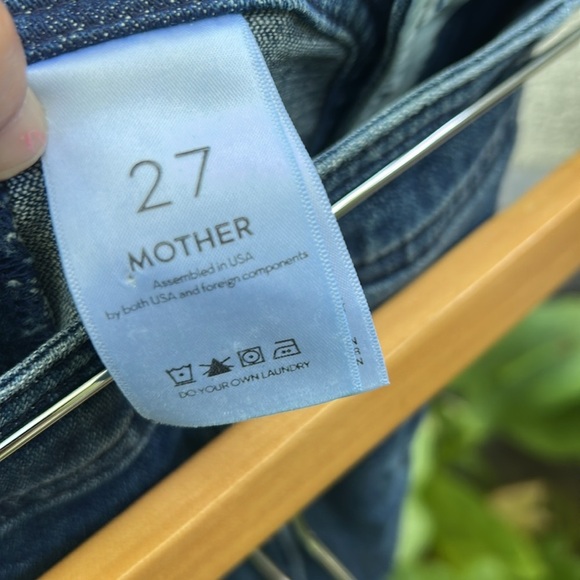 27
MOTHER
Assembled in USA
by both USA and foreign components
DO YOUR OWN LAUNDRY